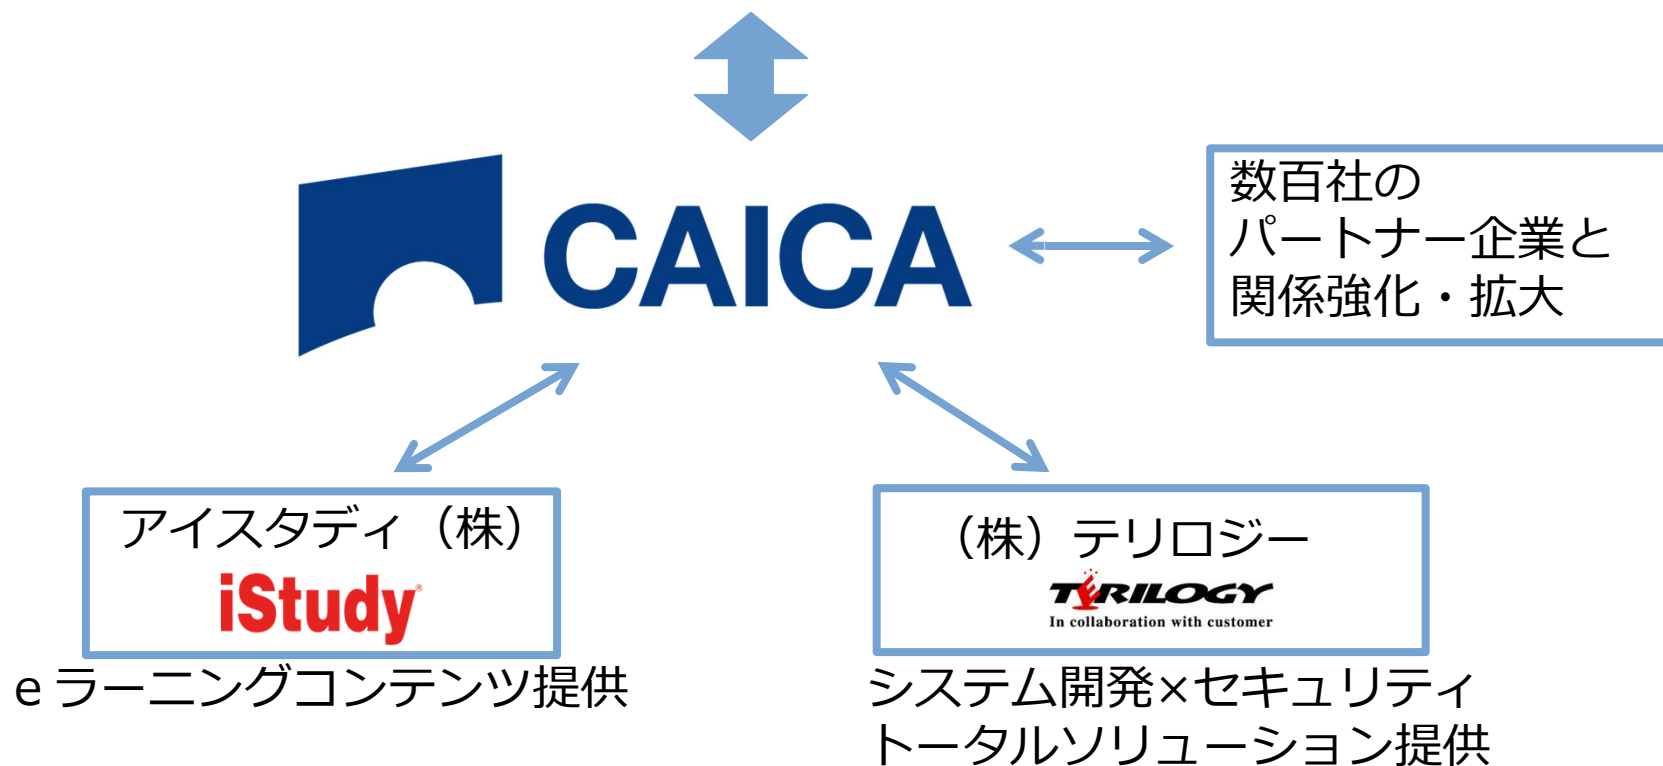 CAICA
数百社の
パートナー企業と
関係強化・拡大
アイスタディ（株）
iStudy®
（株）テリロジー
TERILOGY
In collaboration with customer
eラーニングコンテンツ提供
システム開発×セキュリティ
トータルソリューション提供